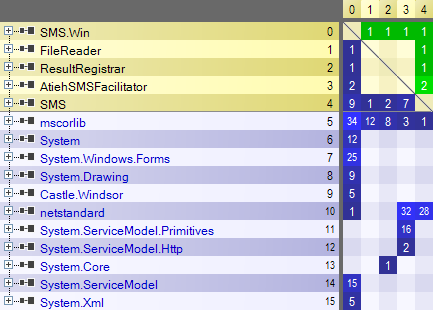 0 1 2 3 4
SMS.Win 0 1 1 1 1
FileReader 1 1 1
ResultRegistrar 2 1 1
AtiehSMSFacilitator 3 2 2
SMS 4 9 1 2 7
mscorlib 5 34 12 8 3 1
System 6 12
System.Windows.Forms 7 25
System.Drawing 8 9
Castle.Windsor 9 5
netstandard 10 1 32 28
System.ServiceModel.Primitives 11 16
System.ServiceModel.Http 12 2
System.Core 13 1
System.ServiceModel 14 15
System.Xml 15 5